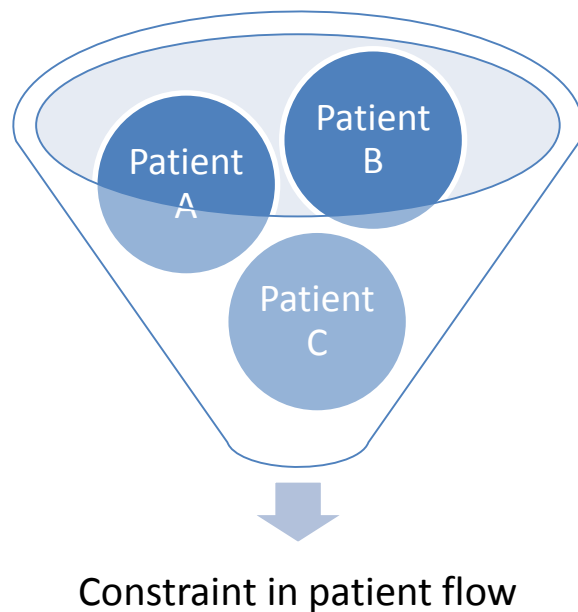 Patient
B
Patient
A
Patient
C
Constraint in patient flow